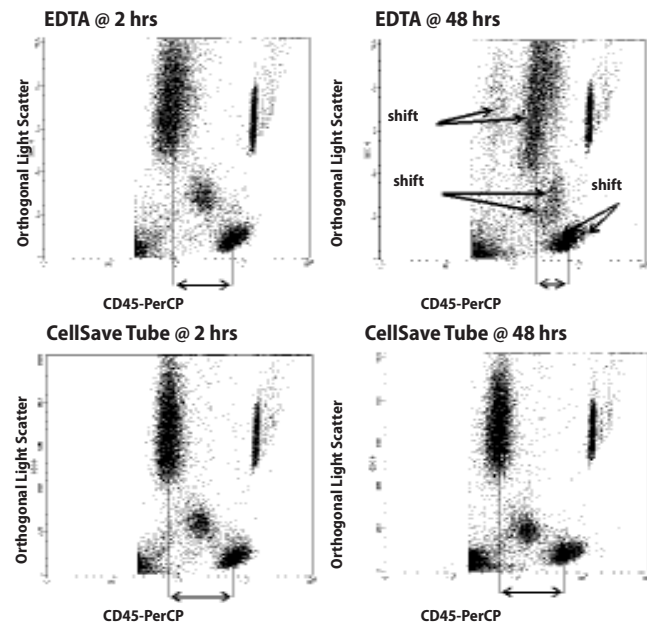 EDTA @ 2 hrs
EDTA @ 48 hrs
Orthogonal Light Scatter
Orthogonal Light Scatter
shift
shift
shift
CD45-PerCP
CD45-PerCP
CellSave Tube @ 2 hrs
CellSave Tube @ 48 hrs
Orthogonal Light Scatter
Orthogonal Light Scatter
CD45-PerCP
CD45-PerCP